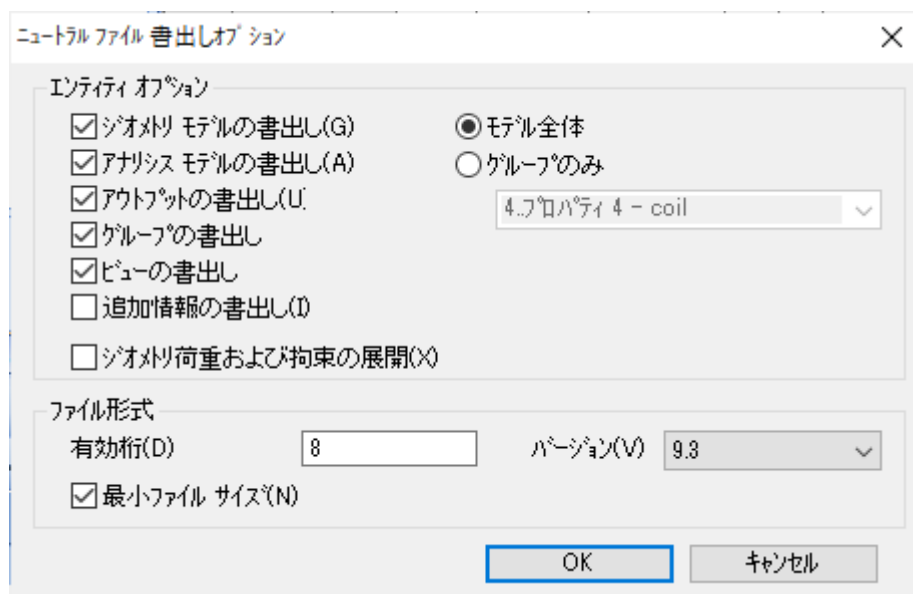 ニュートラル ファイル 書出しオプション
エンティティ オプション
ジオメトリ モデルの書出し(G)
モデル全体
アナリシス モデルの書出し(A)
グループのみ
アウトプットの書出し(U)
4..プロパティ 4 - coil
グループの書出し
ビューの書出し
追加情報の書出し(I)
ジオメトリ荷重および拘束の展開(X)
ファイル形式
有効桁(D)
8
バージョン(V)
9.3
最小ファイル サイズ(N)
OK
キャンセル